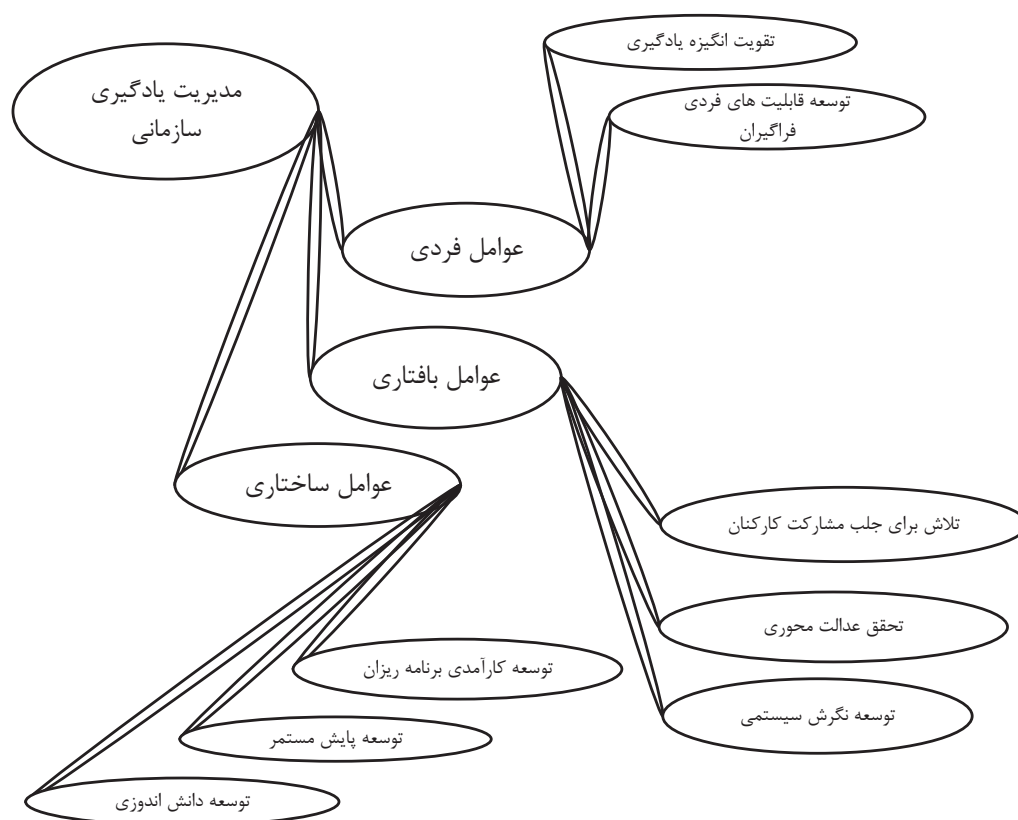 تقویت انگیزه یادگیری
مدیریت یادگیری
سازمانی
توسعه قابلیت های فردی
فراگیران
عوامل فردی
عوامل بافتاری
عوامل ساختاری
تلاش برای جلب مشارکت کارکنان
تحقق عدالت محوری
توسعه کارآمدی برنامه ریزان
توسعه نگرش سیستمی
توسعه پایش مستمر
توسعه دانش اندوزی